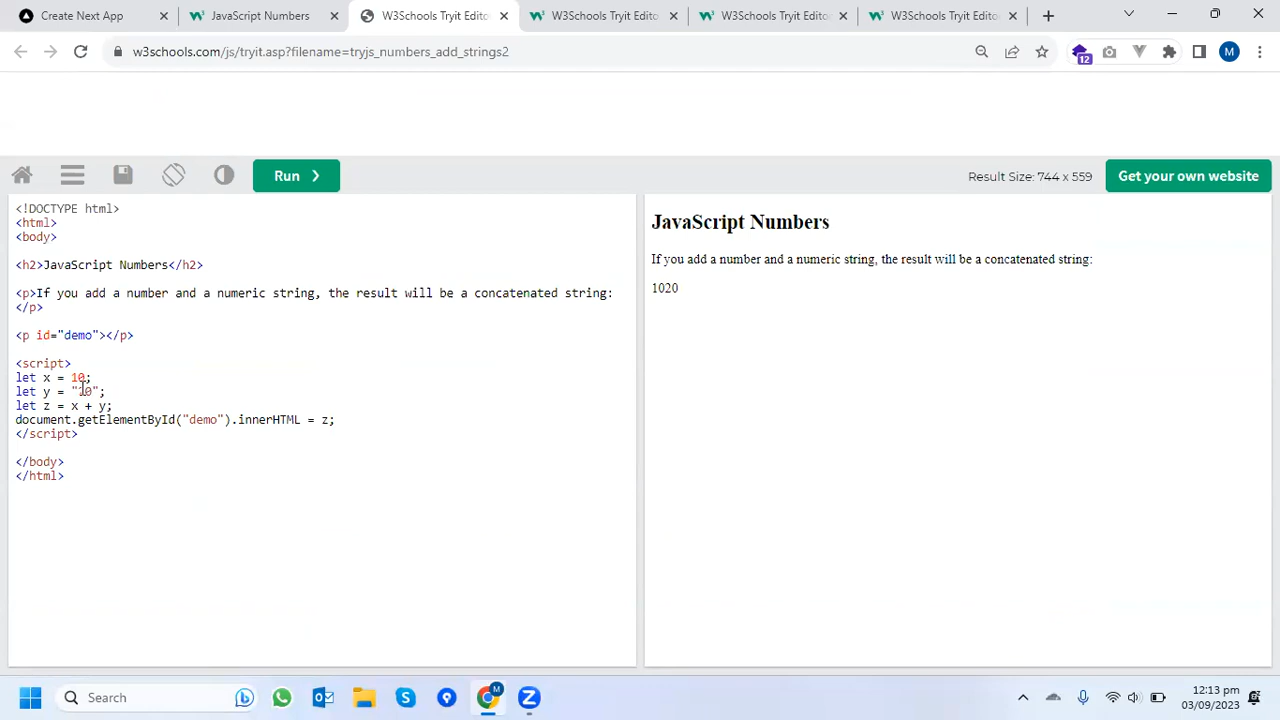 Create Next App
JavaScript Numbers
W3Schools Tryit Edito
W3Schools Tryit Edito
W3Schools Tryit Edito
W3Schools Tryit Edito
w3schools.com/js/tryit.asp?filename=tryjs_numbers_add_strings2
12
M
Run ❯
Result Size: 744 x 559
Get your own website
<!DOCTYPE html>
<html>
<body>
<h2>JavaScript Numbers</h2>
<p>If you add a number and a numeric string, the result will be a concatenated string:
</p>
<p id="demo"></p>
<script>
let x = 10;
let y = "20";
let z = x + y;
document.getElementById("demo").innerHTML = z;
</script>
</body>
</html>
JavaScript Numbers
If you add a number and a numeric string, the result will be a concatenated string:
1020
Search
M
12:13 pm
03/09/2023